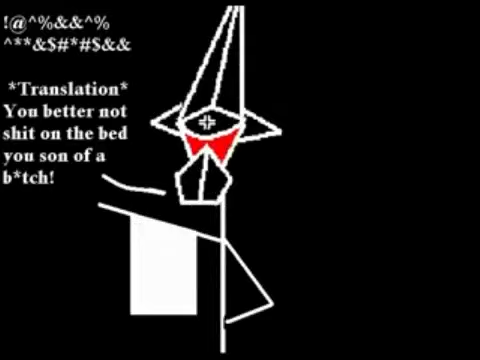 !@^%&&^%
^**&$#*#$&&
*Translation*
You better not
shit on the bed
you son of a
b*tch!